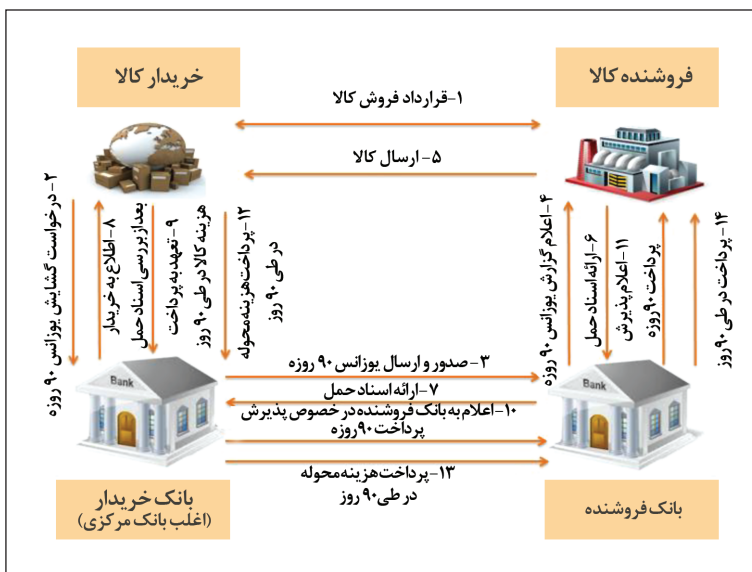 فروشنده کالا
خریدار کالا
۱-قرارداد فروش کالا
۵- ارسال کالا
۲- درخواست گشایش یوزانس ۹۰ روزه
۸- اطلاع به خریدار
۹- تعهد به پرداخت
هزینه کالا در طی ۹۰ روز
بعد از بررسی اسناد حمل
۱۲-پرداخت هزینه محوله
در طی ۹۰ روز
۴- اعلام گزارش یوزانس ۹۰ روزه
۶- ارائه اسناد حمل
۱۱- اعلام پذیرش
پرداخت ۹۰ روزه
۱۴- پرداخت در طی ۹۰ روز
۳- صدور و ارسال یوزانس ۹۰ روزه
۷- ارائه اسناد حمل
۱۰- اعلام به بانک فروشنده در خصوص پذیرش
پرداخت ۹۰ روزه
۱۳-پرداخت هزینه محوله
در طی ۹۰ روز
Bank
Bank
بانک فروشنده
بانک خریدار
(اغلب بانک مرکزی)